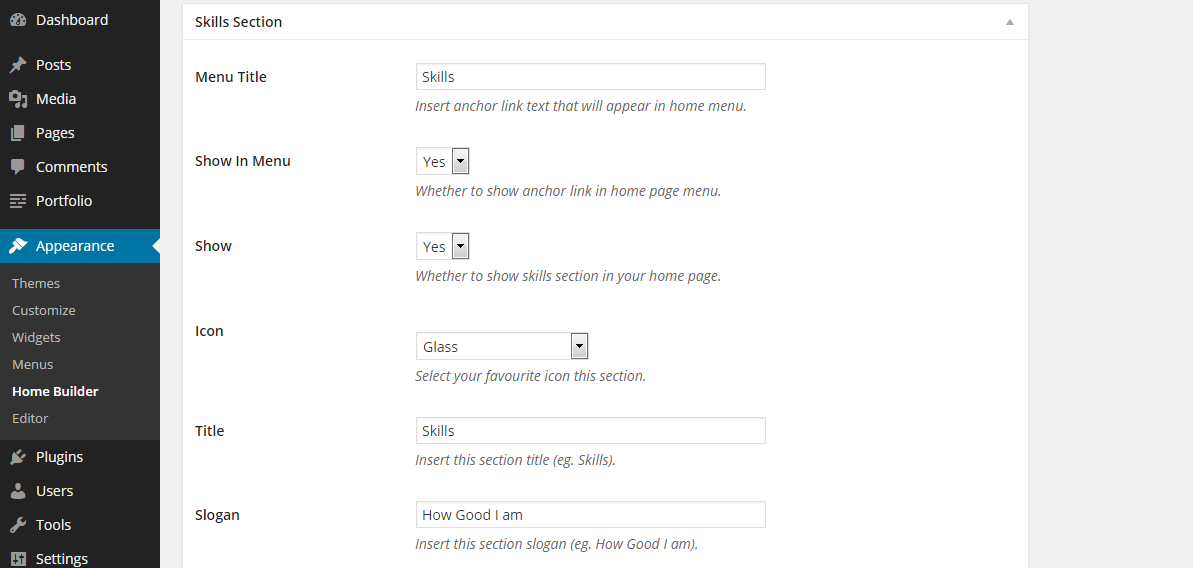 Dashboard
Posts
Media
Pages
Comments
Portfolio
Appearance
Themes
Customize
Widgets
Menus
Home Builder
Editor
Plugins
Users
Tools
Settings
Skills Section
Menu Title
Skills
Insert anchor link text that will appear in home menu.
Show In Menu
Yes
Whether to show anchor link in home page menu.
Show
Yes
Whether to show skills section in your home page.
Icon
Glass
Select your favourite icon this section.
Title
Skills
Insert this section title (eg. Skills).
Slogan
How Good I am
Insert this section slogan (eg. How Good I am).